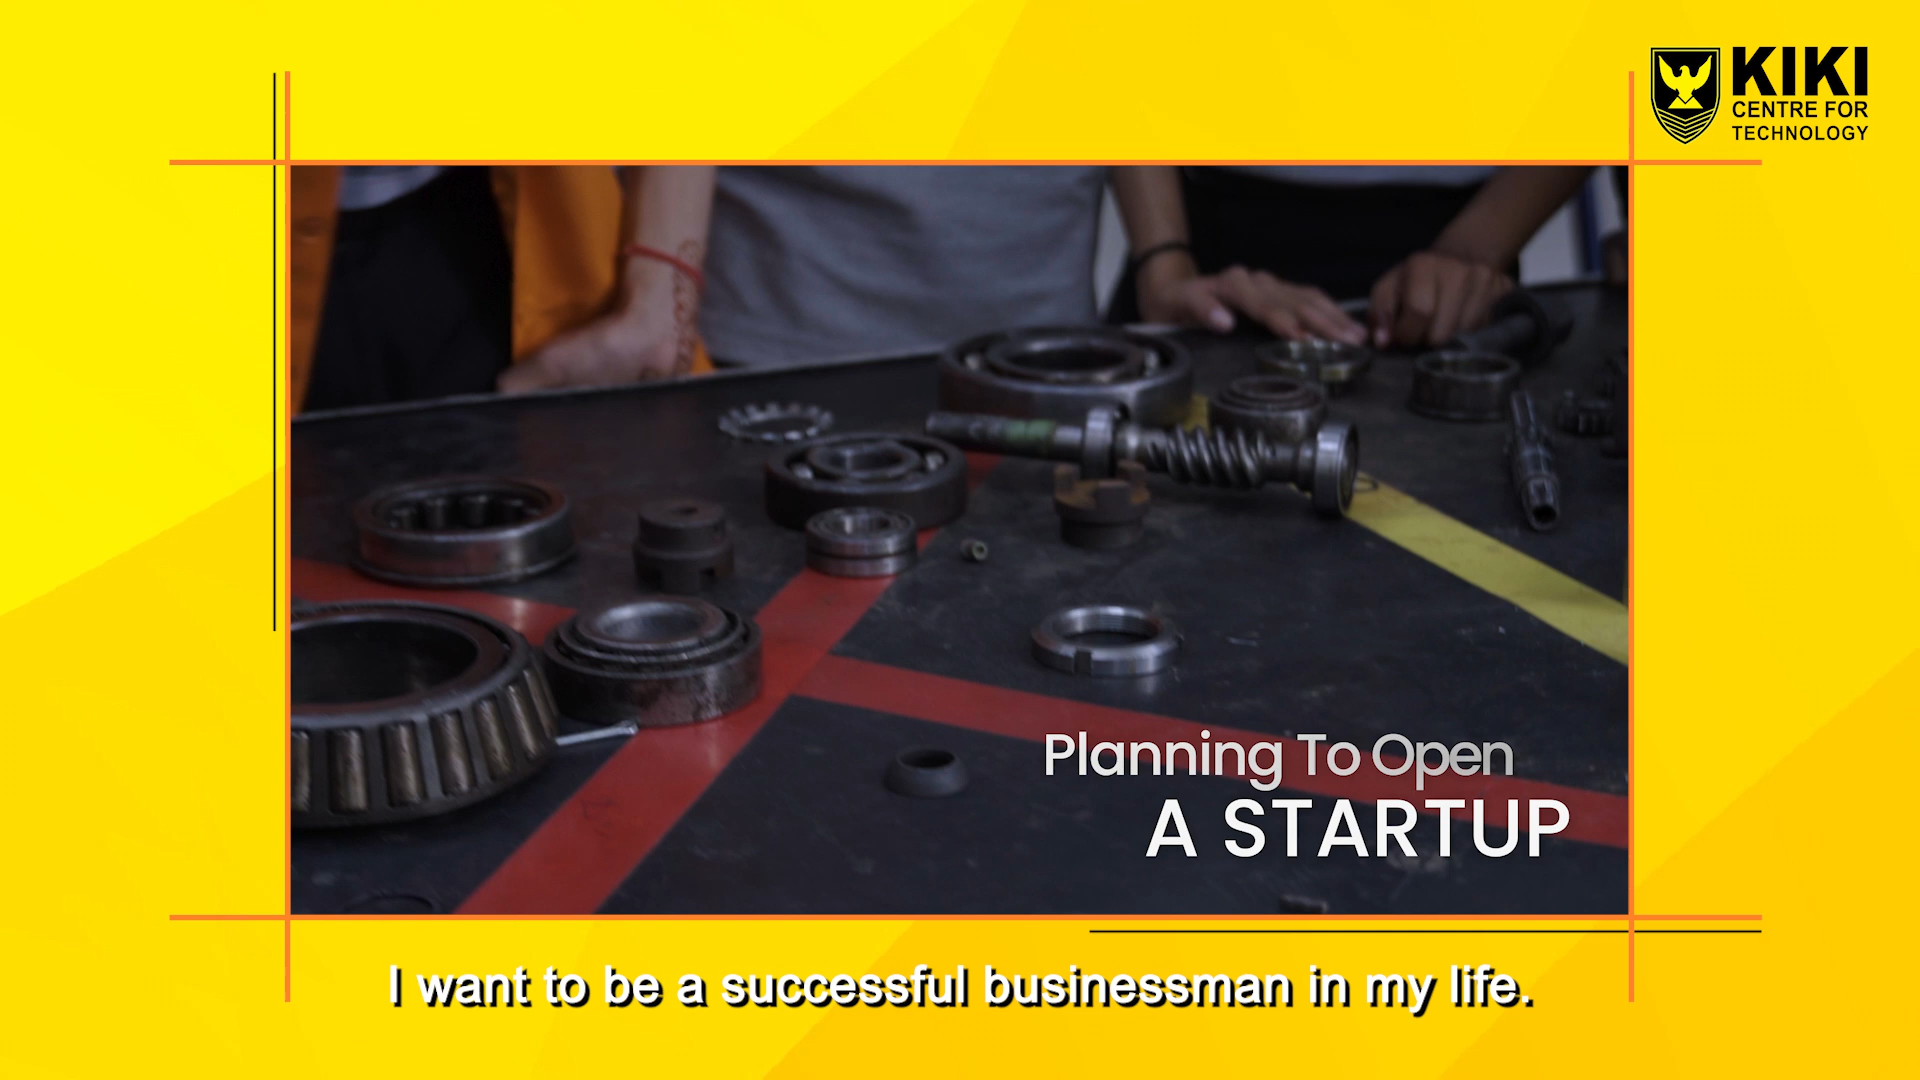 KIKI
CENTRE FOR
TECHNOLOGY
Planning To Open
A STARTUP
I want to be a successful businessman in my life.